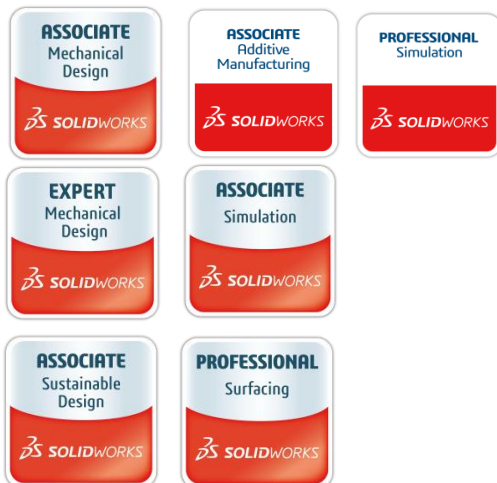 ASSOCIATE
Mechanical
Design
SOLIDWORKS
ASSOCIATE
Additive
Manufacturing
SOLIDWORKS
PROFESSIONAL
Simulation
SOLIDWORKS
EXPERT
Mechanical
Design
SOLIDWORKS
ASSOCIATE
Simulation
SOLIDWORKS
ASSOCIATE
Sustainable
Design
SOLIDWORKS
PROFESSIONAL
Surfacing
SOLIDWORKS